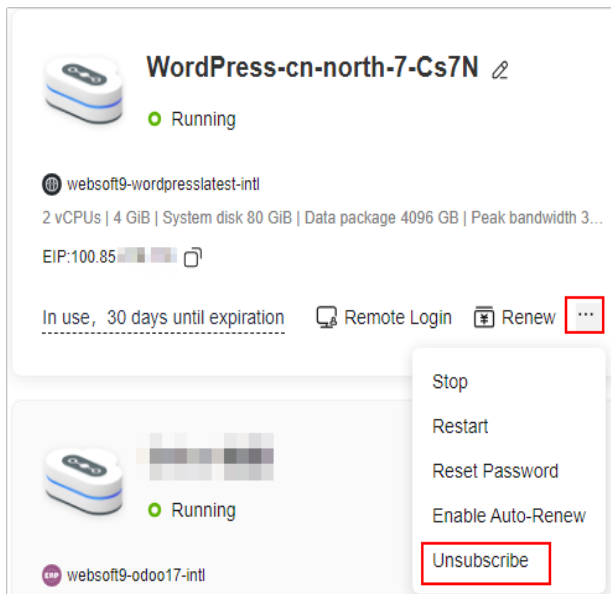 WordPress-cn-north-7-Cs7N
Running
websoft9-wordpresslatest-intl
2 vCPUs | 4 GiB | System disk 80 GiB | Data package 4096 GB | Peak bandwidth 3...
EIP:100.85
In use，30 days until expiration
Remote Login
Renew
...
Stop
Restart
Reset Password
Enable Auto-Renew
Unsubscribe
Running
ERP
websoft9-odoo17-intl